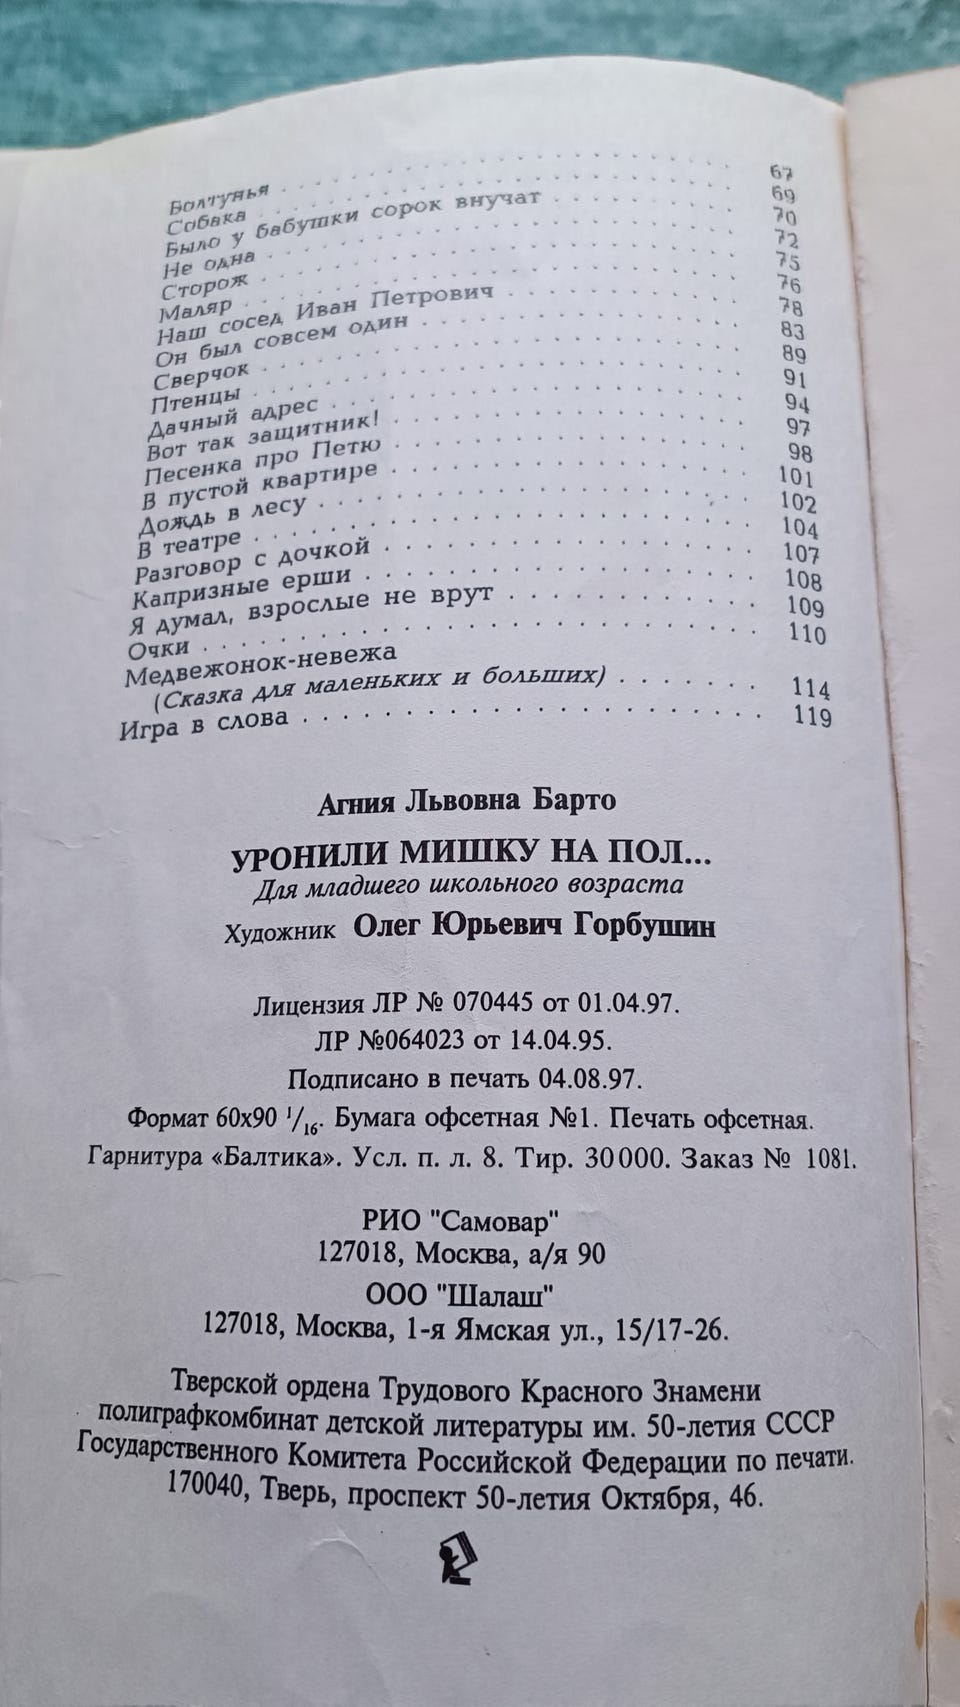 Болтунья . . . . . . . . . . 67
Собака . . . . . . . . . . 69
Было у бабушки сорок внучат . . . . . . . . . . 70
Не одна . . . . . . . . . . 72
Сторож . . . . . . . . . . 75
Маляр . . . . . . . . . . 76
Наш сосед Иван Петрович . . . . . . . . . . 78
Он был совсем один . . . . . . . . . . 83
Сверчок . . . . . . . . . . 89
Птенцы . . . . . . . . . . 91
Дачный адрес . . . . . . . . . . 94
Вот так защитник! . . . . . . . . . . 97
Песенка про Петю . . . . . . . . . . 98
В пустой квартире . . . . . . . . . . 101
Дождь в лесу . . . . . . . . . . 102
В театре . . . . . . . . . . 104
Разговор с дочкой . . . . . . . . . . 107
Капризные ерши . . . . . . . . . . 108
Я думал, взрослые не врут . . . . . . . . . . 109
Очки . . . . . . . . . . 110
Медвежонок-невежа
(Сказка для маленьких и больших) . . . . . . . 114
Игра в слова . . . . . . . . . . 119
Агния Львовна Барто
УРОНИЛИ МИШКУ НА ПОЛ...
Для младшего школьного возраста
Художник Олег Юрьевич Горбушин
Лицензия ЛР № 070445 от 01.04.97.
ЛР №064023 от 14.04.95.
Подписано в печать 04.08.97.
Формат 60х90 1/16. Бумага офсетная №1. Печать офсетная.
Гарнитура «Балтика». Усл. п. л. 8. Тир. 30 000. Заказ № 1081.
РИО "Самовар"
127018, Москва, а/я 90
ООО "Шалаш"
127018, Москва, 1-я Ямская ул., 15/17-26.
Тверской ордена Трудового Красного Знамени
полиграфкомбинат детской литературы им. 50-летия СССР
Государственного Комитета Российской Федерации по печати.
170040, Тверь, проспект 50-летия Октября, 46.